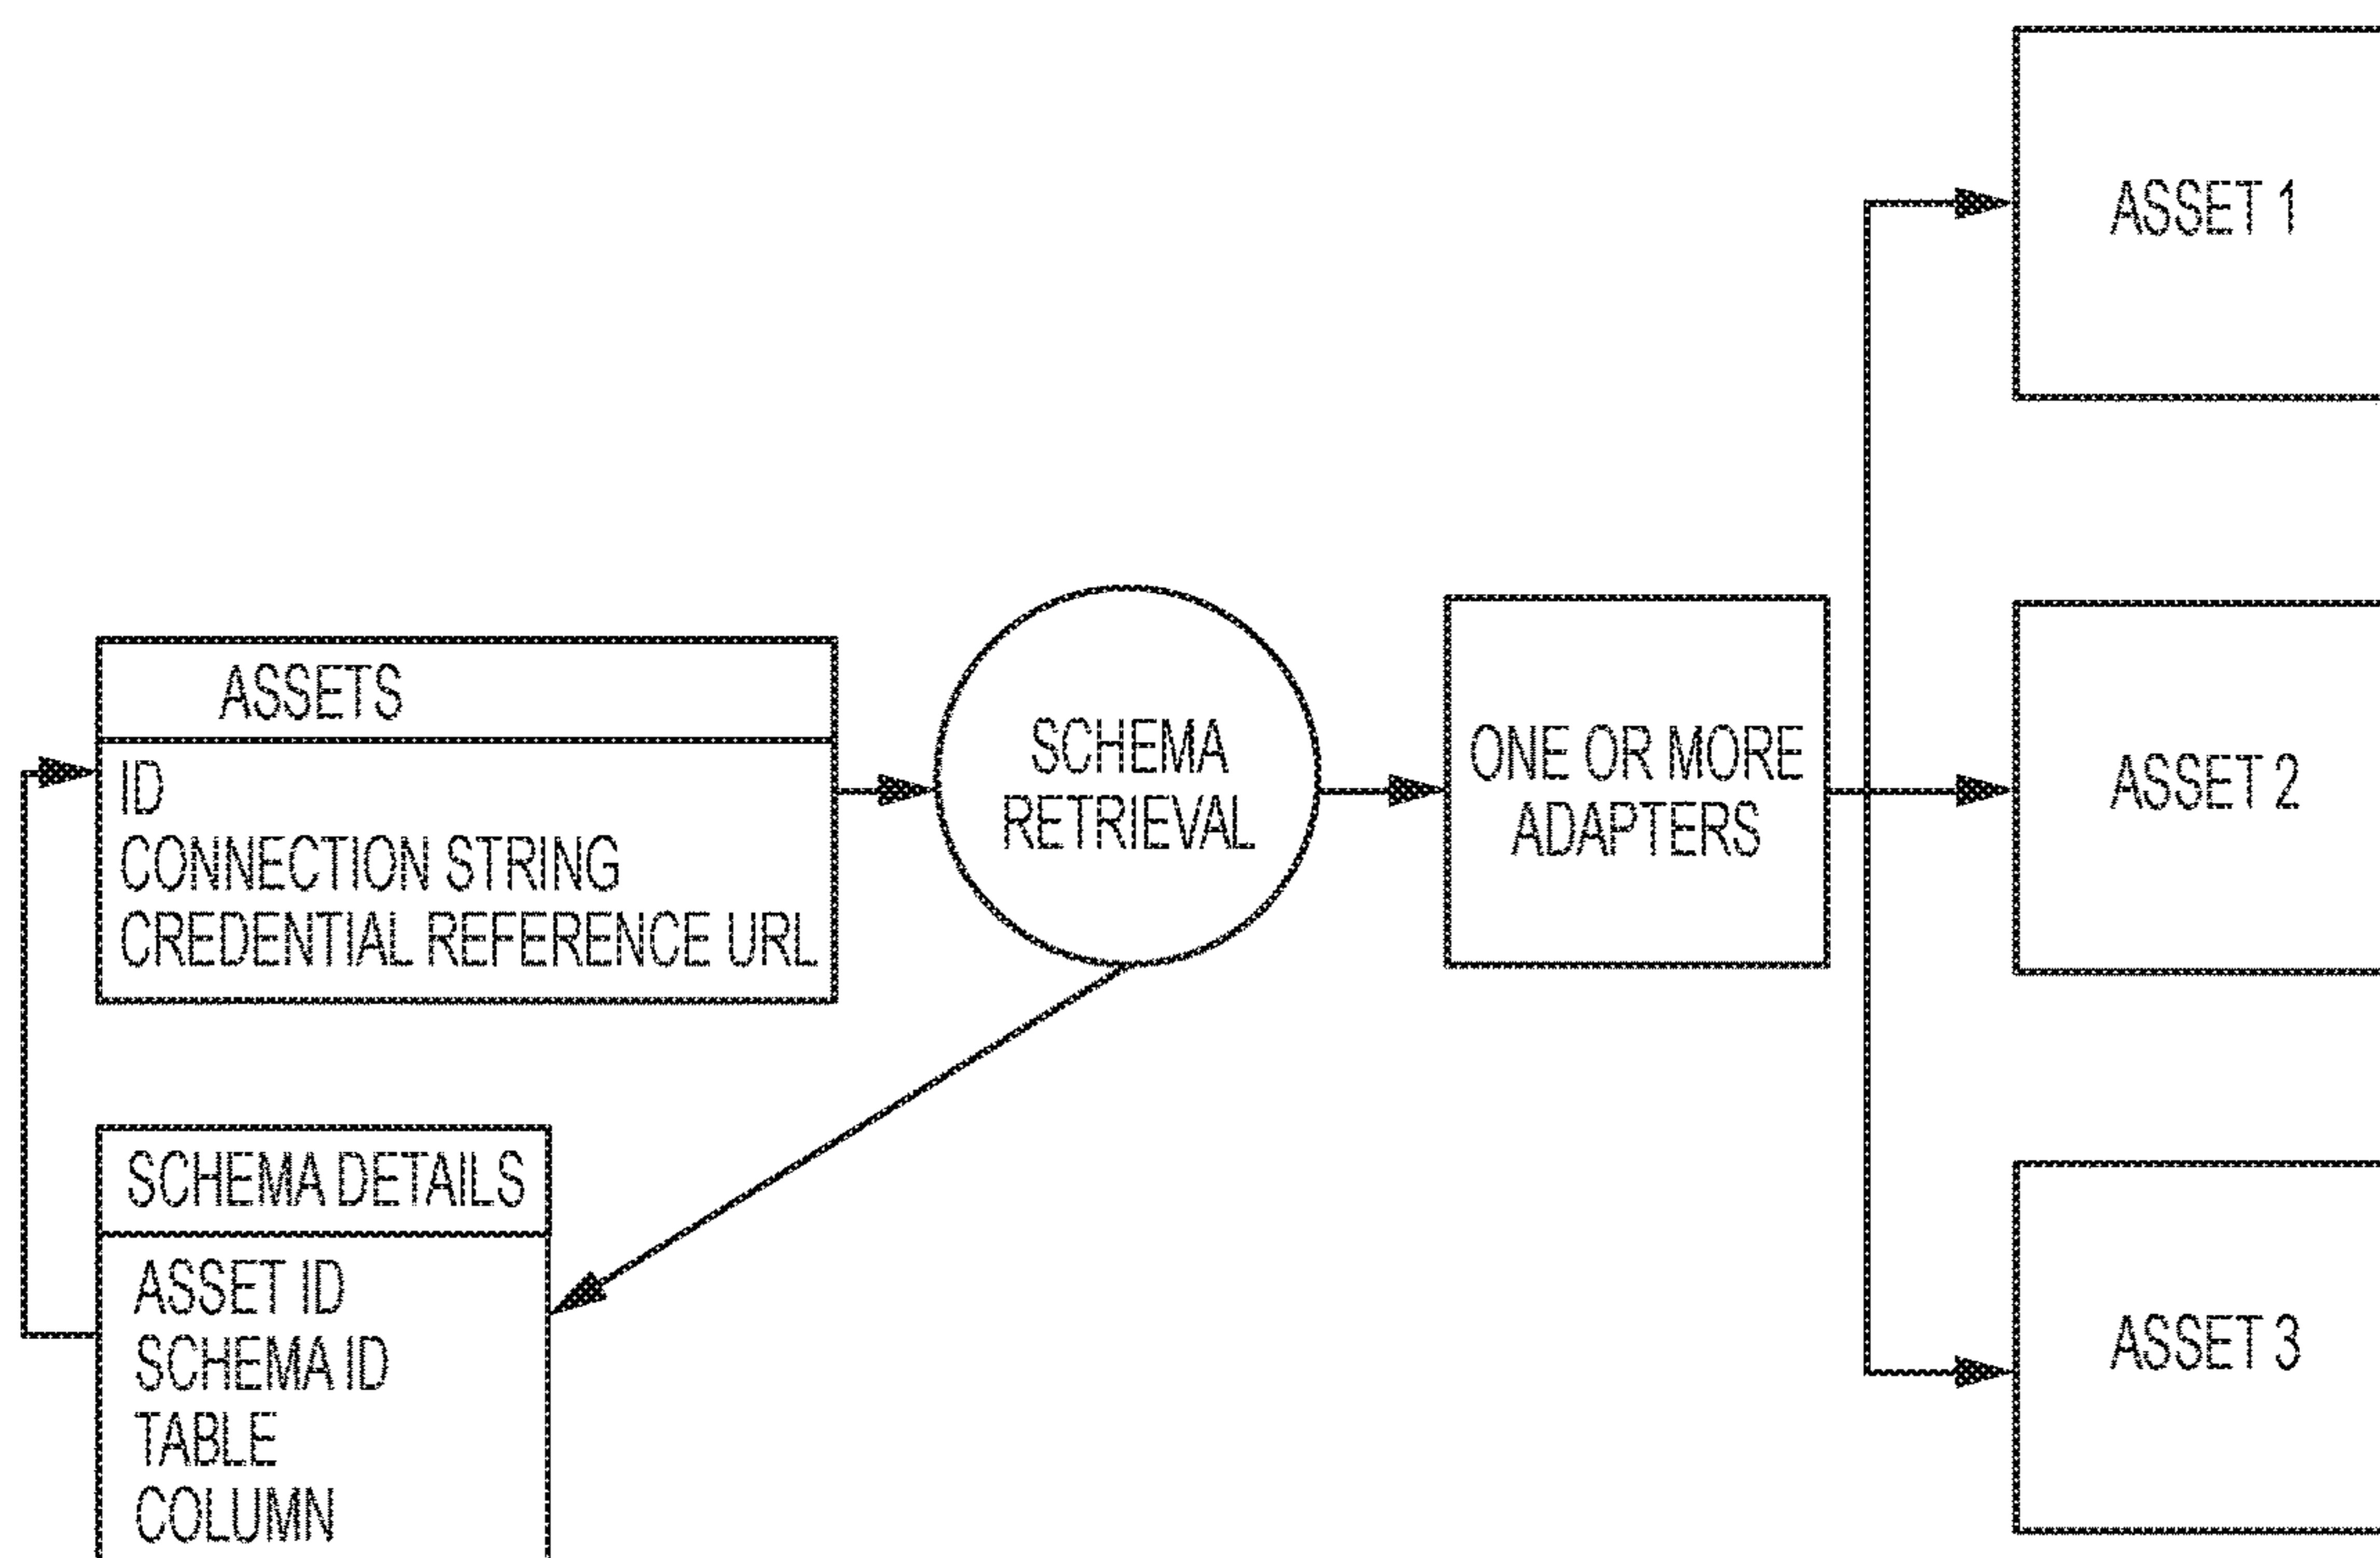 ASSETS
ID
CONNECTION STRING
CREDENTIAL REFERENCE URL
SCHEMA DETAILS
ASSET ID
SCHEMA ID
TABLE
COLUMN
SCHEMA
RETRIEVAL
ONE OR MORE
ADAPTERS
ASSET 1
ASSET 2
ASSET 3